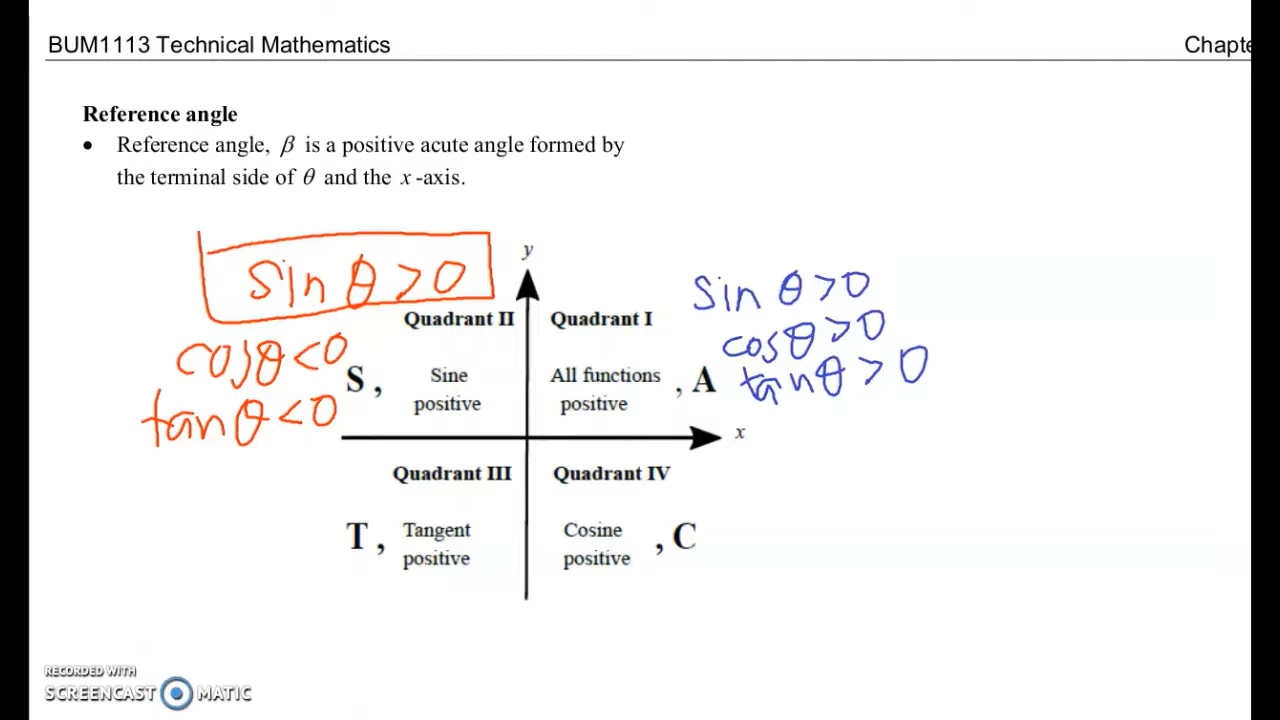 BUM1113 Technical Mathematics
Chapte
Reference angle
• Reference angle, β is a positive acute angle formed by
the terminal side of θ and the x-axis.
y
sin θ > 0
sin θ > 0
Quadrant II
Quadrant I
cos θ > 0
cos θ < 0
S ,
Sine
positive
All functions
positive
, A
tan θ > 0
tan θ < 0
x
Quadrant III
Quadrant IV
T ,
Tangent
positive
Cosine
positive
, C
RECORDED WITH
SCREENCAST MATIC